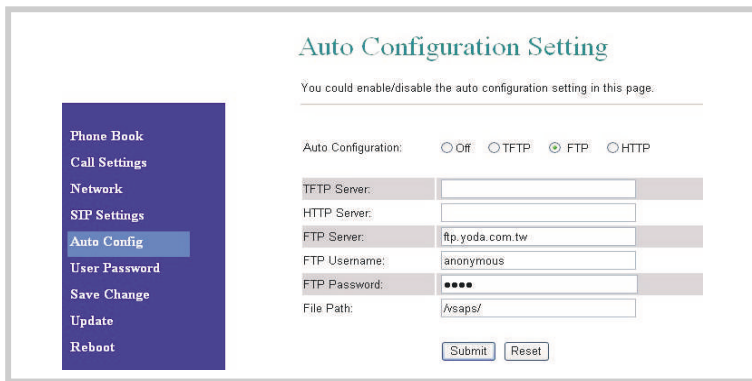 Auto Configuration Setting
You could enable/disable the auto configuration setting in this page.
Phone Book
Call Settings
Network
SIP Settings
Auto Config
User Password
Save Change
Update
Reboot
Auto Configuration: Off TFTP FTP HTTP
TFTP Server:
HTTP Server:
FTP Server: ftp.yoda.com.tw
FTP Username: anonymous
FTP Password: ••••
File Path: /vsaps/
Submit Reset